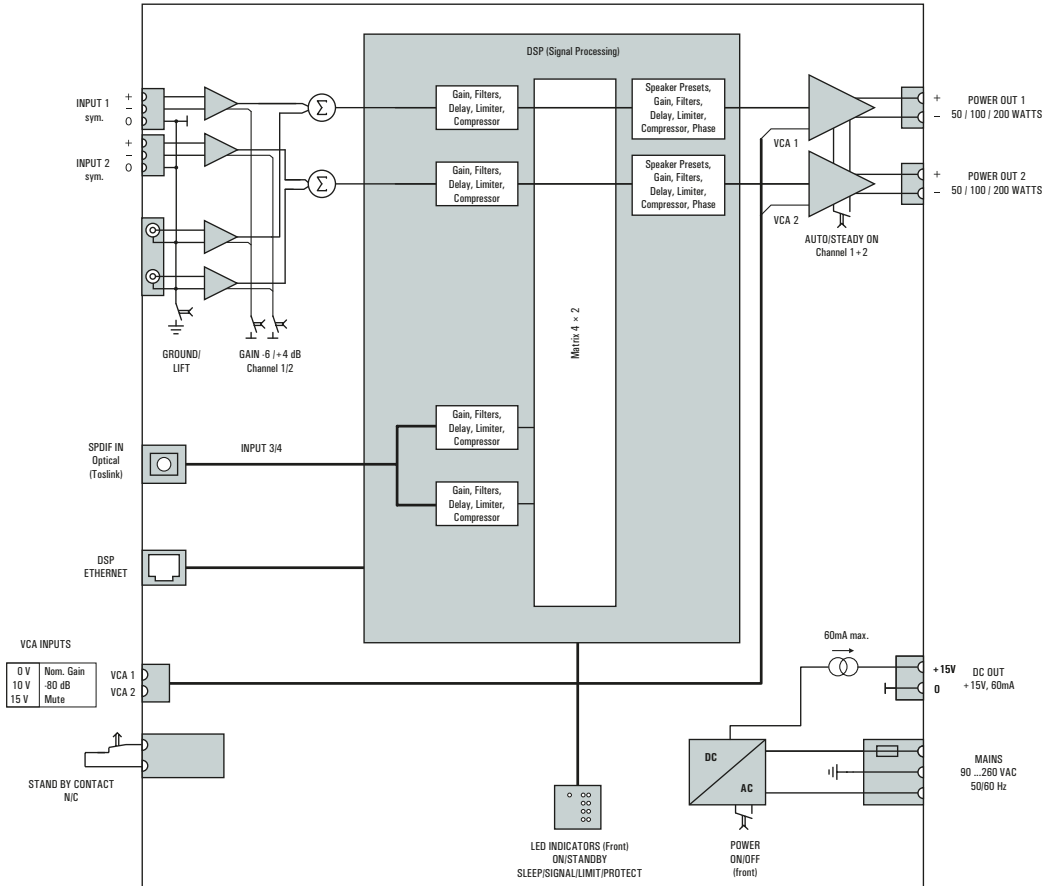 DSP (Signal Processing)
INPUT 1
sym.
+
–
0
INPUT 2
sym.
+
–
0
Σ
Σ
Gain, Filters,
Delay, Limiter,
Compressor
Gain, Filters,
Delay, Limiter,
Compressor
Matrix 4 × 2
Speaker Presets,
Gain, Filters,
Delay, Limiter,
Compressor, Phase
Speaker Presets,
Gain, Filters,
Delay, Limiter,
Compressor, Phase
VCA 1
VCA 2
+
–
POWER OUT 1
50 / 100 / 200 WATTS
+
–
POWER OUT 2
50 / 100 / 200 WATTS
AUTO/STEADY ON
Channel 1+2
GROUND/
LIFT
GAIN -6 /+4 dB
Channel 1/2
SPDIF IN
Optical
(Toslink)
INPUT 3/4
Gain, Filters,
Delay, Limiter,
Compressor
Gain, Filters,
Delay, Limiter,
Compressor
DSP
ETHERNET
VCA INPUTS
0 V Nom. Gain
10 V -80 dB
15 V Mute
VCA 1
VCA 2
STAND BY CONTACT
N/C
60mA max.
+15V
0
DC OUT
+15V, 60mA
DC
AC
MAINS
90 ...260 VAC
50/60 Hz
POWER
ON/OFF
(front)
LED INDICATORS (Front)
ON/STANDBY
SLEEP/SIGNAL/LIMIT/PROTECT